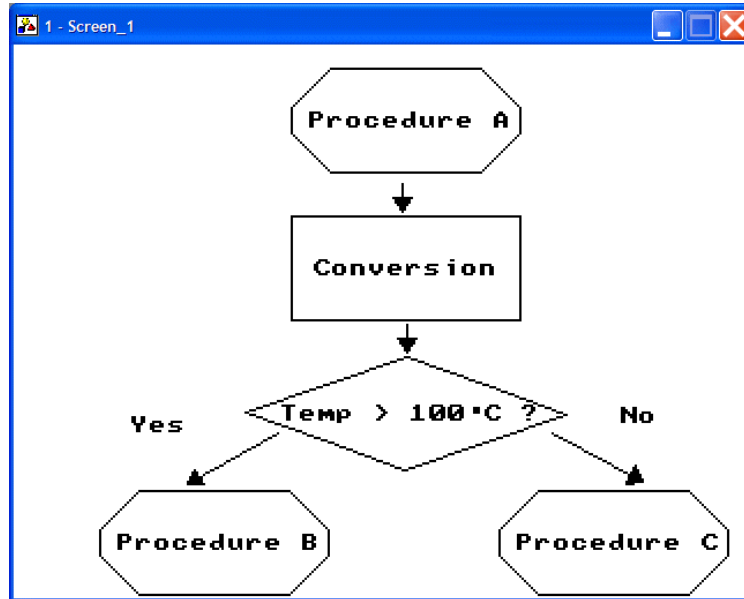 1 - Screen_1
Procedure A
Conversion
Temp > 100°C ?
Yes
No
Procedure B
Procedure C